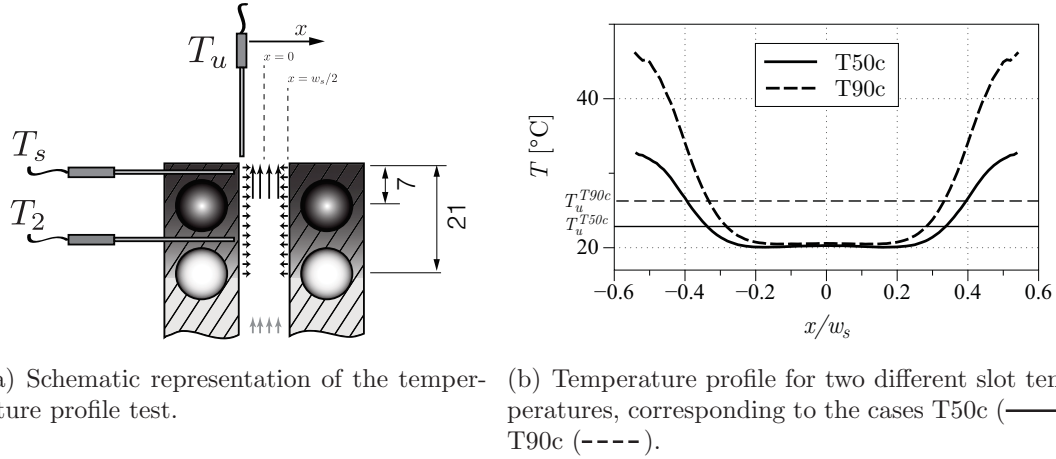 T_u
x
x = 0
x = w_s/2
T_s
T_2
7
21
T50c
T90c
T [°C]
40
T_u^{T90c}
T_u^{T50c}
20
−0.6 −0.4 −0.2 0 0.2 0.4 0.6
x/w_s
) Schematic representation of the temper-
ture profile test.
(b) Temperature profile for two different slot tem
peratures, corresponding to the cases T50c (
T90c (----).